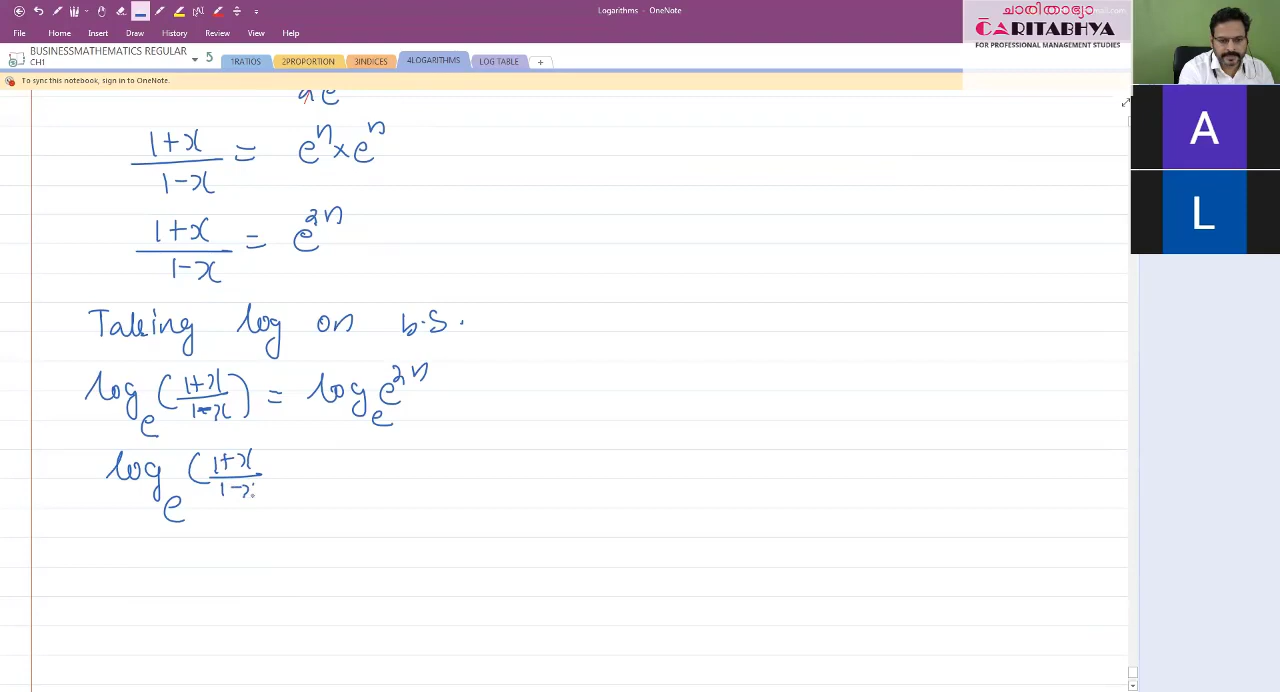 Logarithms - OneNote
ചാരിതാഭ്യാ
CARITABHYA
FOR PROFESSIONAL MANAGEMENT STUDIES
File Home Insert Draw History Review View Help
BUSINESSMATHEMATICS REGULAR
CH1
1RATIOS 2PROPORTION 3INDICES 4LOGARITHMS LOG TABLE +
To sync this notebook, sign in to OneNote.
(1+x)/(1-x) = e^n × e^n
(1+x)/(1-x) = e^2n
Taking log on b.s.
log_e ((1+x)/(1-x)) = log_e e^2n
log_e ((1+x)/(1-x
A
L